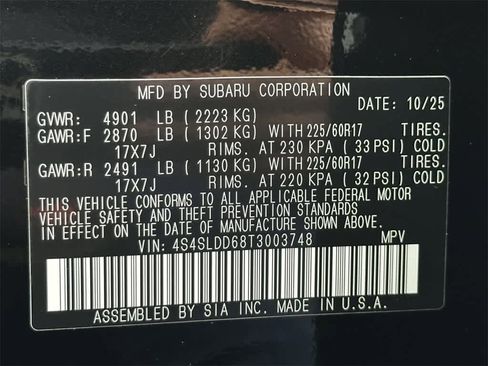 MFD BY SUBARU CORPORATION
DATE: 10/25
GVWR: 4901 LB (2223 KG)
GAWR:F 2870 LB (1302 KG) WITH 225/60R17 TIRES.
17X7J RIMS. AT 230 KPA (33 PSI) COLD
GAWR:R 2491 LB (1130 KG) WITH 225/60R17 TIRES.
17X7J RIMS. AT 220 KPA (32 PSI) COLD
THIS VEHICLE CONFORMS TO ALL APPLICABLE FEDERAL MOTOR
VEHICLE SAFETY AND THEFT PREVENTION STANDARDS
IN EFFECT ON THE DATE OF MANUFACTURE SHOWN ABOVE.
VIN: 4S4SLDD68T3003748 MPV
ASSEMBLED BY SIA INC. MADE IN U.S.A.